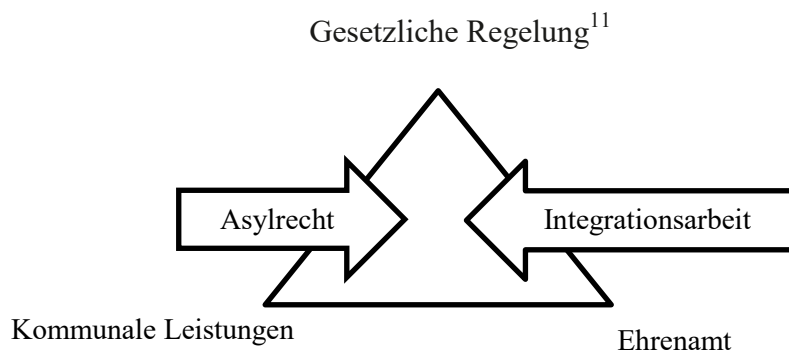 Gesetzliche Regelung¹¹
Asylrecht
Integrationsarbeit
Kommunale Leistungen
Ehrenamt